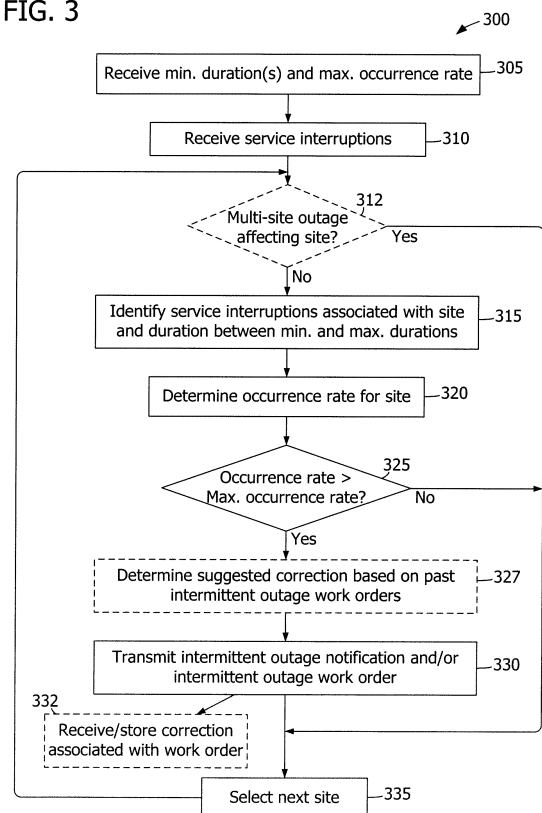 FIG. 3
300
Receive min. duration(s) and max. occurrence rate
305
Receive service interruptions
310
312
Multi-site outage
affecting site?
Yes
No
Identify service interruptions associated with site
and duration between min. and max. durations
315
Determine occurrence rate for site
320
325
Occurrence rate >
Max. occurrence rate?
No
Yes
Determine suggested correction based on past
intermittent outage work orders
327
Transmit intermittent outage notification and/or
intermittent outage work order
330
332
Receive/store correction
associated with work order
Select next site
335